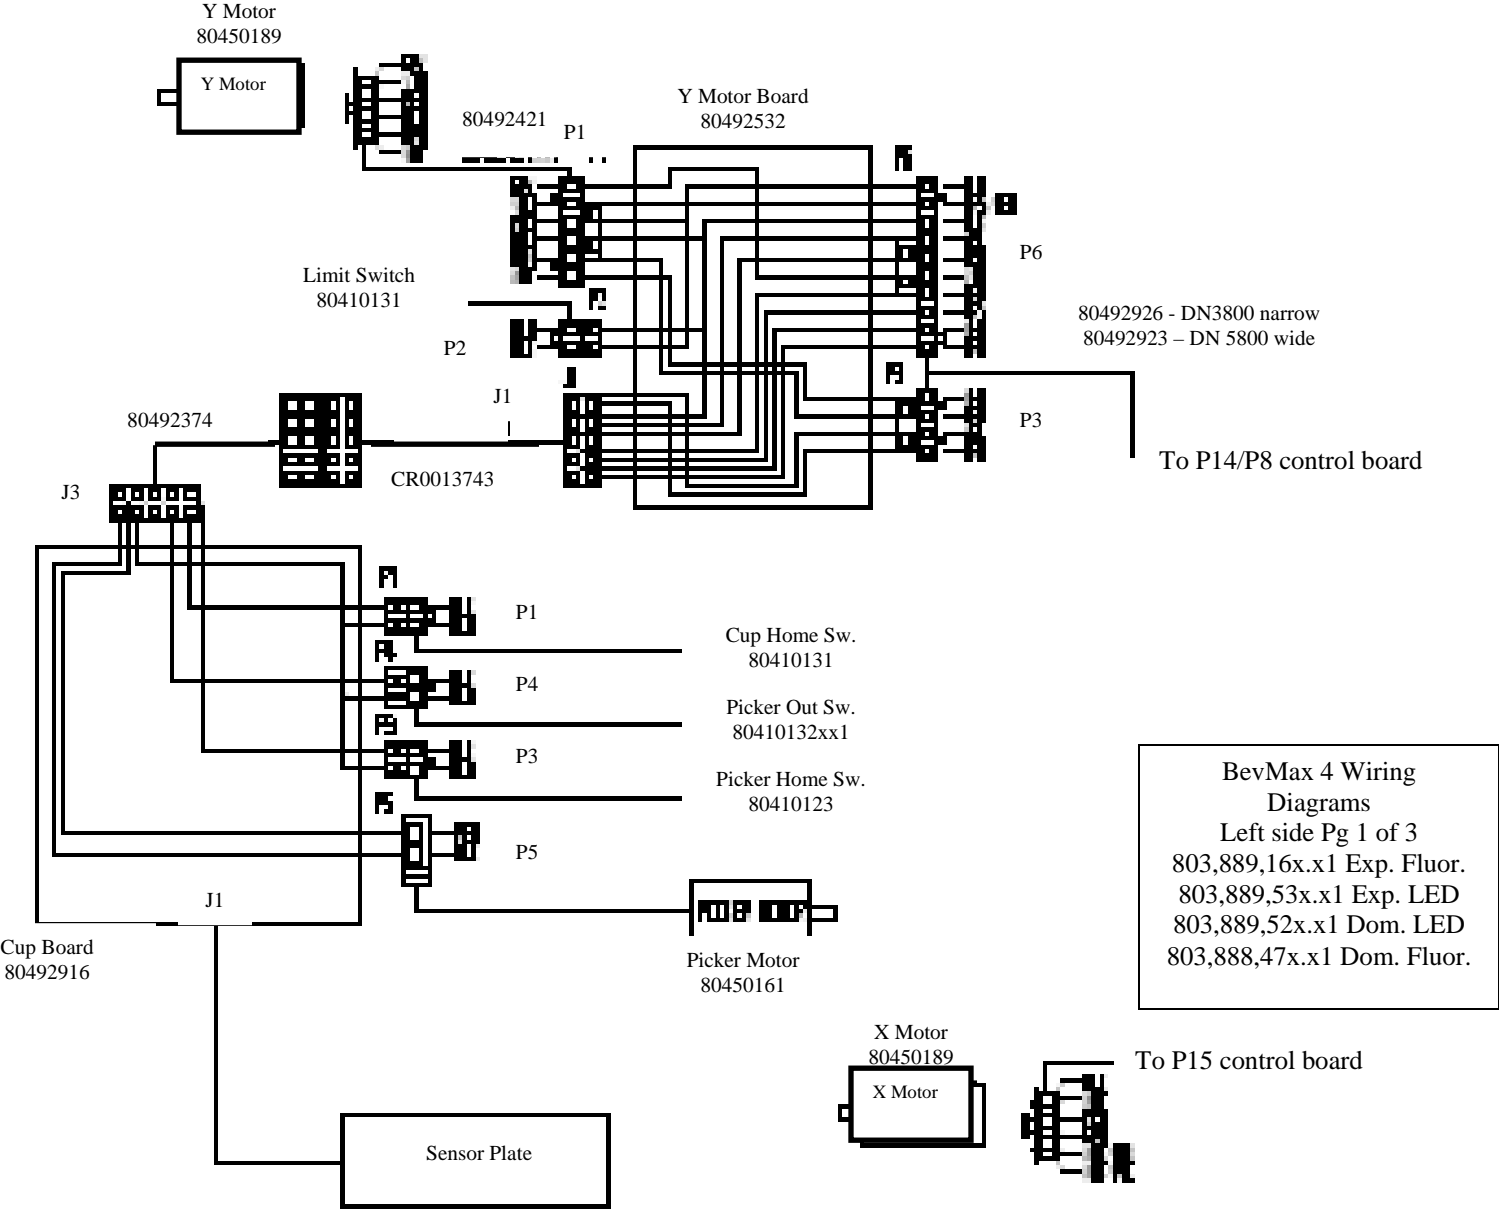 Y Motor
80450189
Y Motor
80492421
P1
Y Motor Board
80492532
P6
Limit Switch
80410131
P2
80492926 - DN3800 narrow
80492923 – DN 5800 wide
J1
80492374
P3
CR0013743
To P14/P8 control board
J3
P1
Cup Home Sw.
80410131
P4
Picker Out Sw.
80410132xx1
P3
Picker Home Sw.
80410123
P5
J1
Cup Board
80492916
Picker Motor
80450161
BevMax 4 Wiring
Diagrams
Left side Pg 1 of 3
803,889,16x.x1 Exp. Fluor.
803,889,53x.x1 Exp. LED
803,889,52x.x1 Dom. LED
803,888,47x.x1 Dom. Fluor.
X Motor
80450189
X Motor
To P15 control board
Sensor Plate